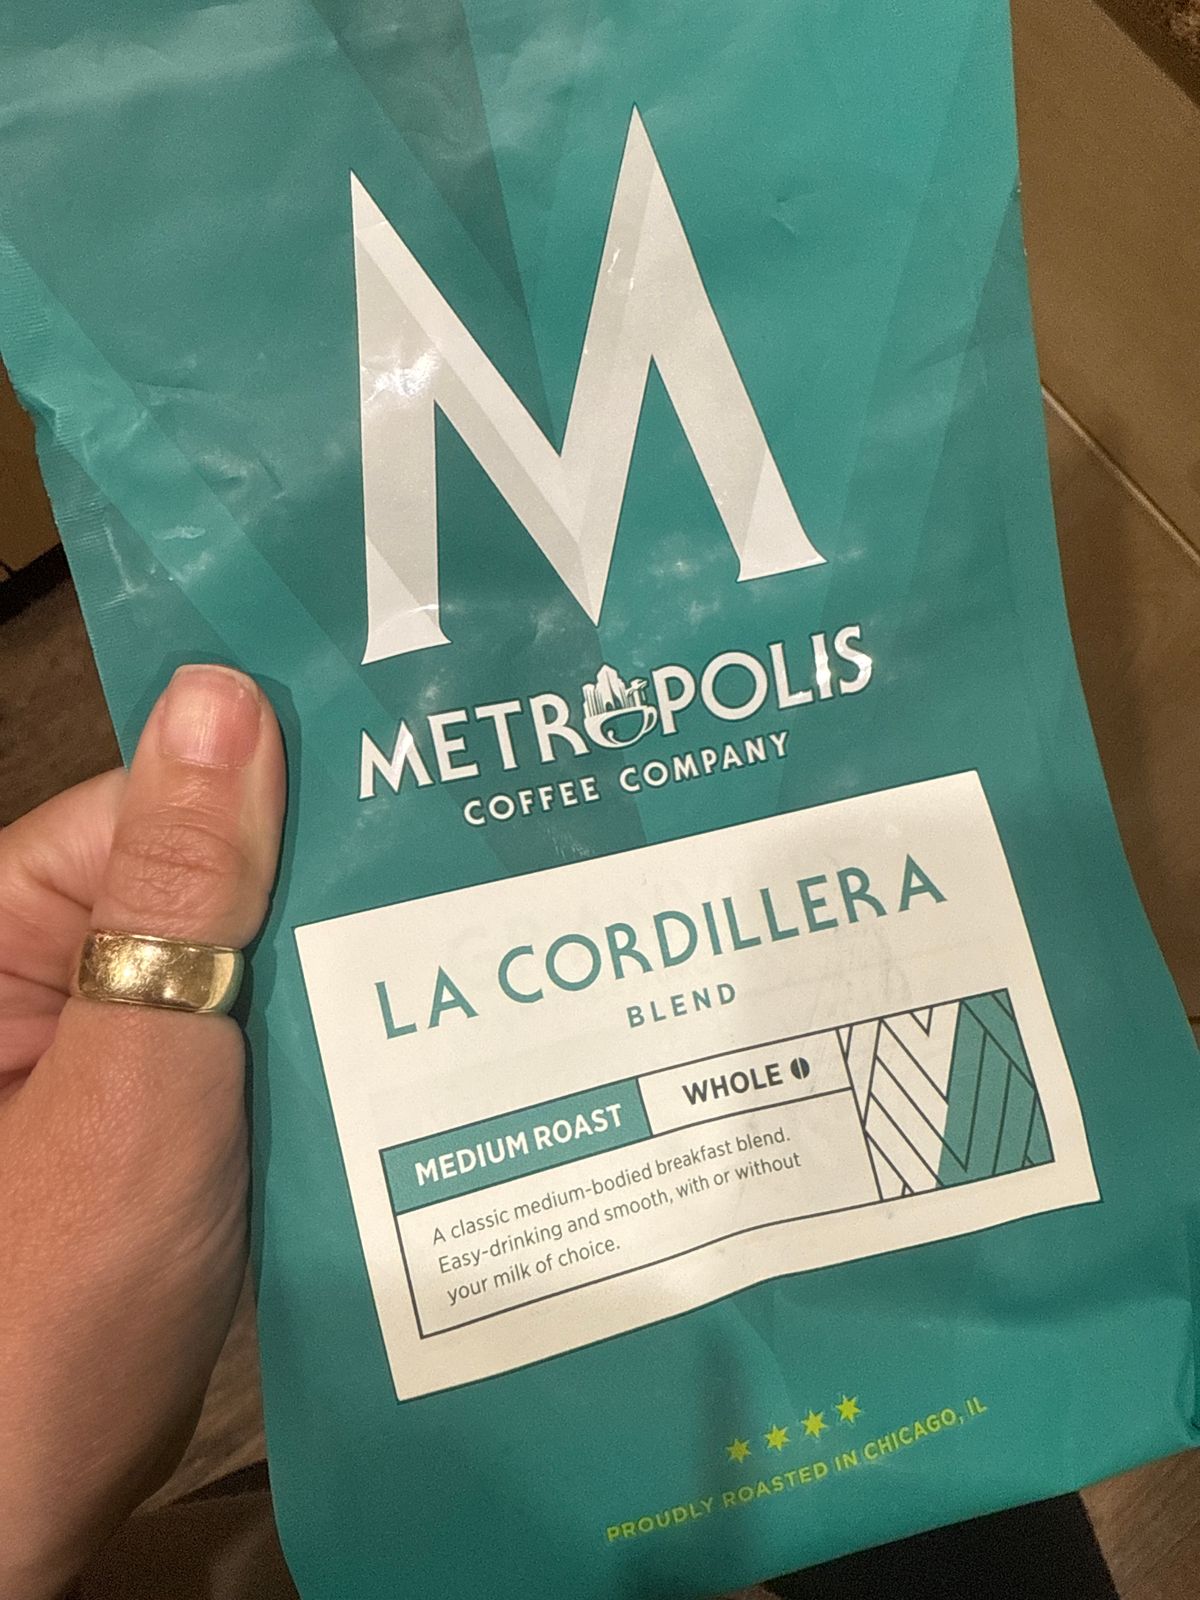 M
METROPOLIS
COFFEE COMPANY
LA CORDILLERA
BLEND
MEDIUM ROAST
WHOLE
A classic medium-bodied breakfast blend.
Easy-drinking and smooth, with or without
your milk of choice.
PROUDLY ROASTED IN CHICAGO, IL